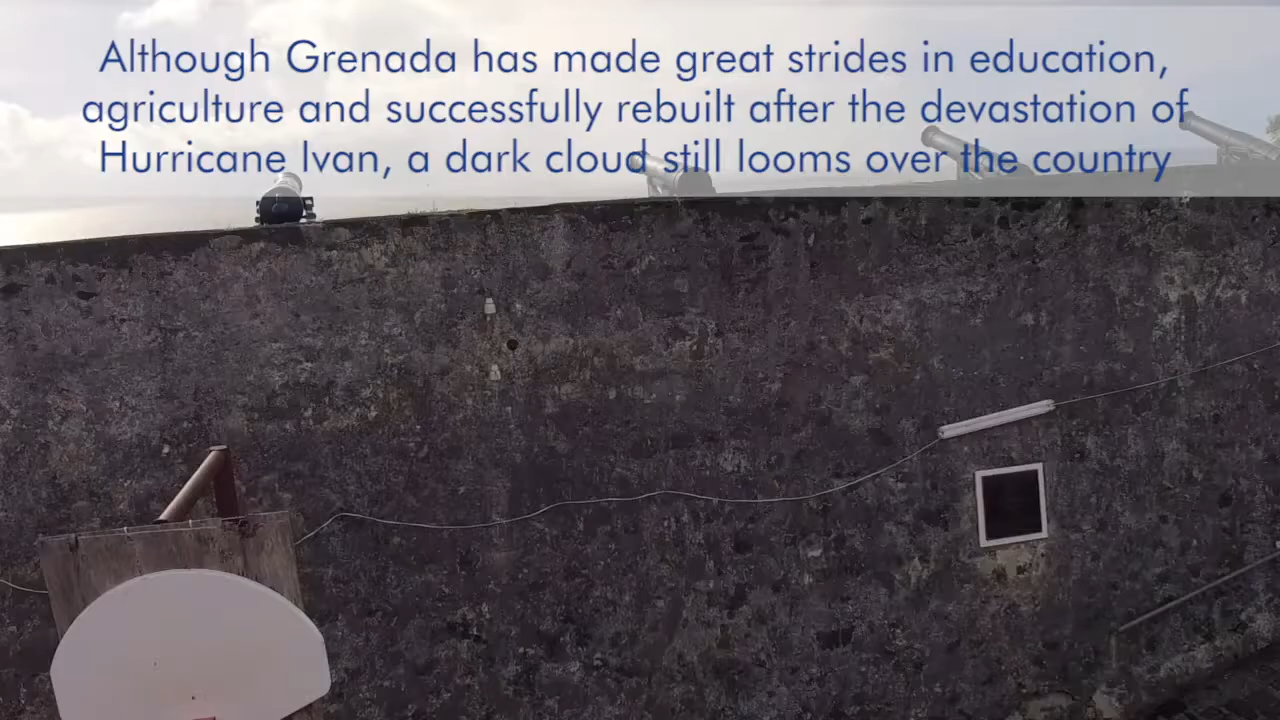 Although Grenada has made great strides in education,
agriculture and successfully rebuilt after the devastation of
Hurricane Ivan, a dark cloud still looms over the country